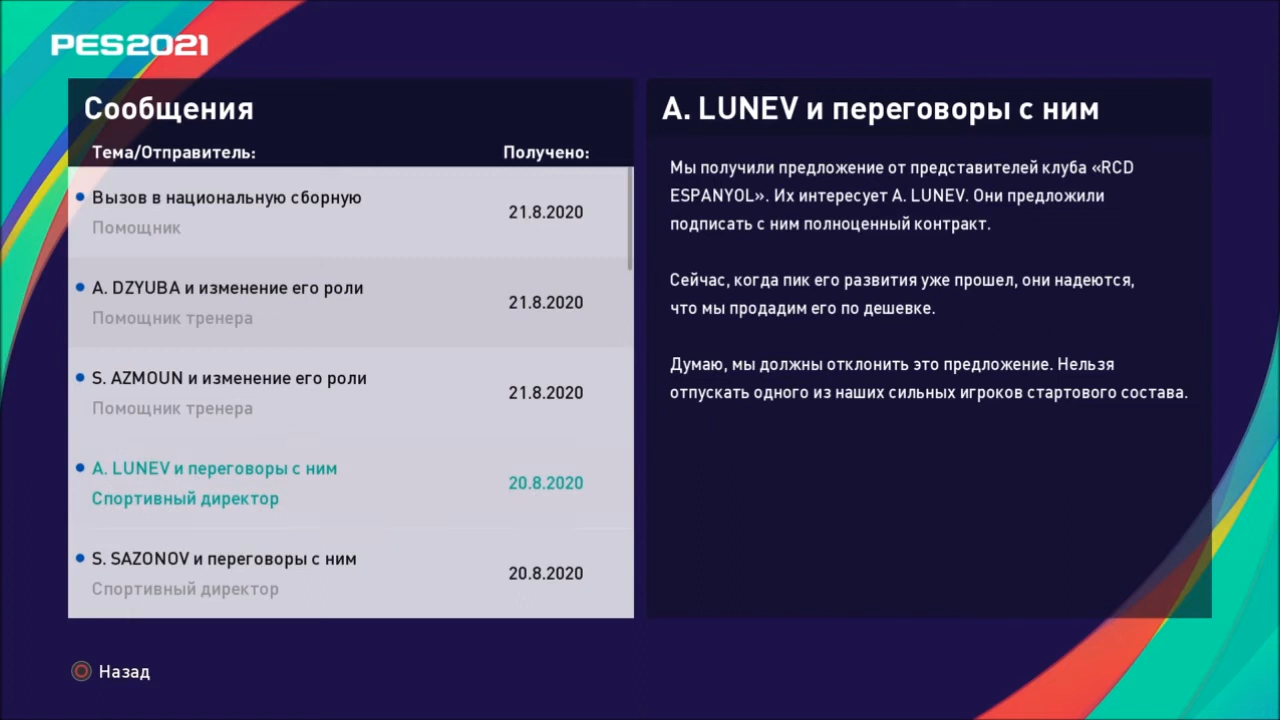 PES2021
Сообщения
Тема/Отправитель: Получено:
Вызов в национальную сборную
Помощник
21.8.2020
A. DZYUBA и изменение его роли
Помощник тренера
21.8.2020
S. AZMOUN и изменение его роли
Помощник тренера
21.8.2020
A. LUNEV и переговоры с ним
Спортивный директор
20.8.2020
S. SAZONOV и переговоры с ним
Спортивный директор
20.8.2020
A. LUNEV и переговоры с ним
Мы получили предложение от представителей клуба «RCD
ESPANYOL». Их интересует A. LUNEV. Они предложили
подписать с ним полноценный контракт.
Сейчас, когда пик его развития уже прошел, они надеются,
что мы продадим его по дешевке.
Думаю, мы должны отклонить это предложение. Нельзя
отпускать одного из наших сильных игроков стартового состава.
Назад